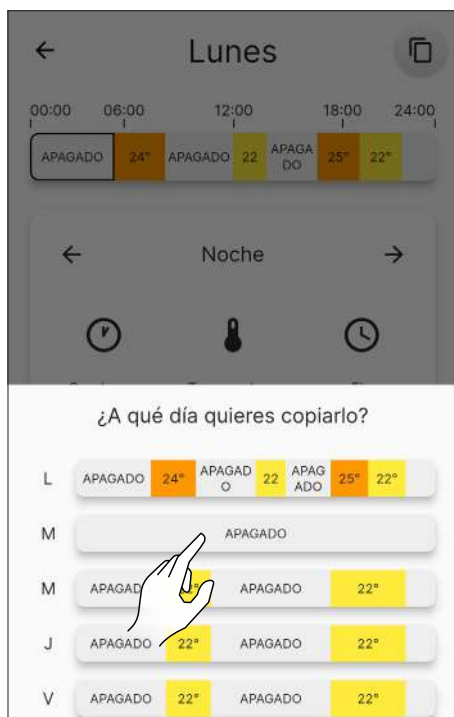 Lunes
00:00 06:00 12:00 18:00 24:00
APAGADO 24° APAGADO 22 APAGA
DO 25° 22°
Noche
¿A qué día quieres copiarlo?
L APAGADO 24° APAGAD
O 22 APAG
ADO 25° 22°
M APAGADO
M 22° APAGADO 22°
J APAGADO 22° APAGADO 22°
V APAGADO 22° APAGADO 22°